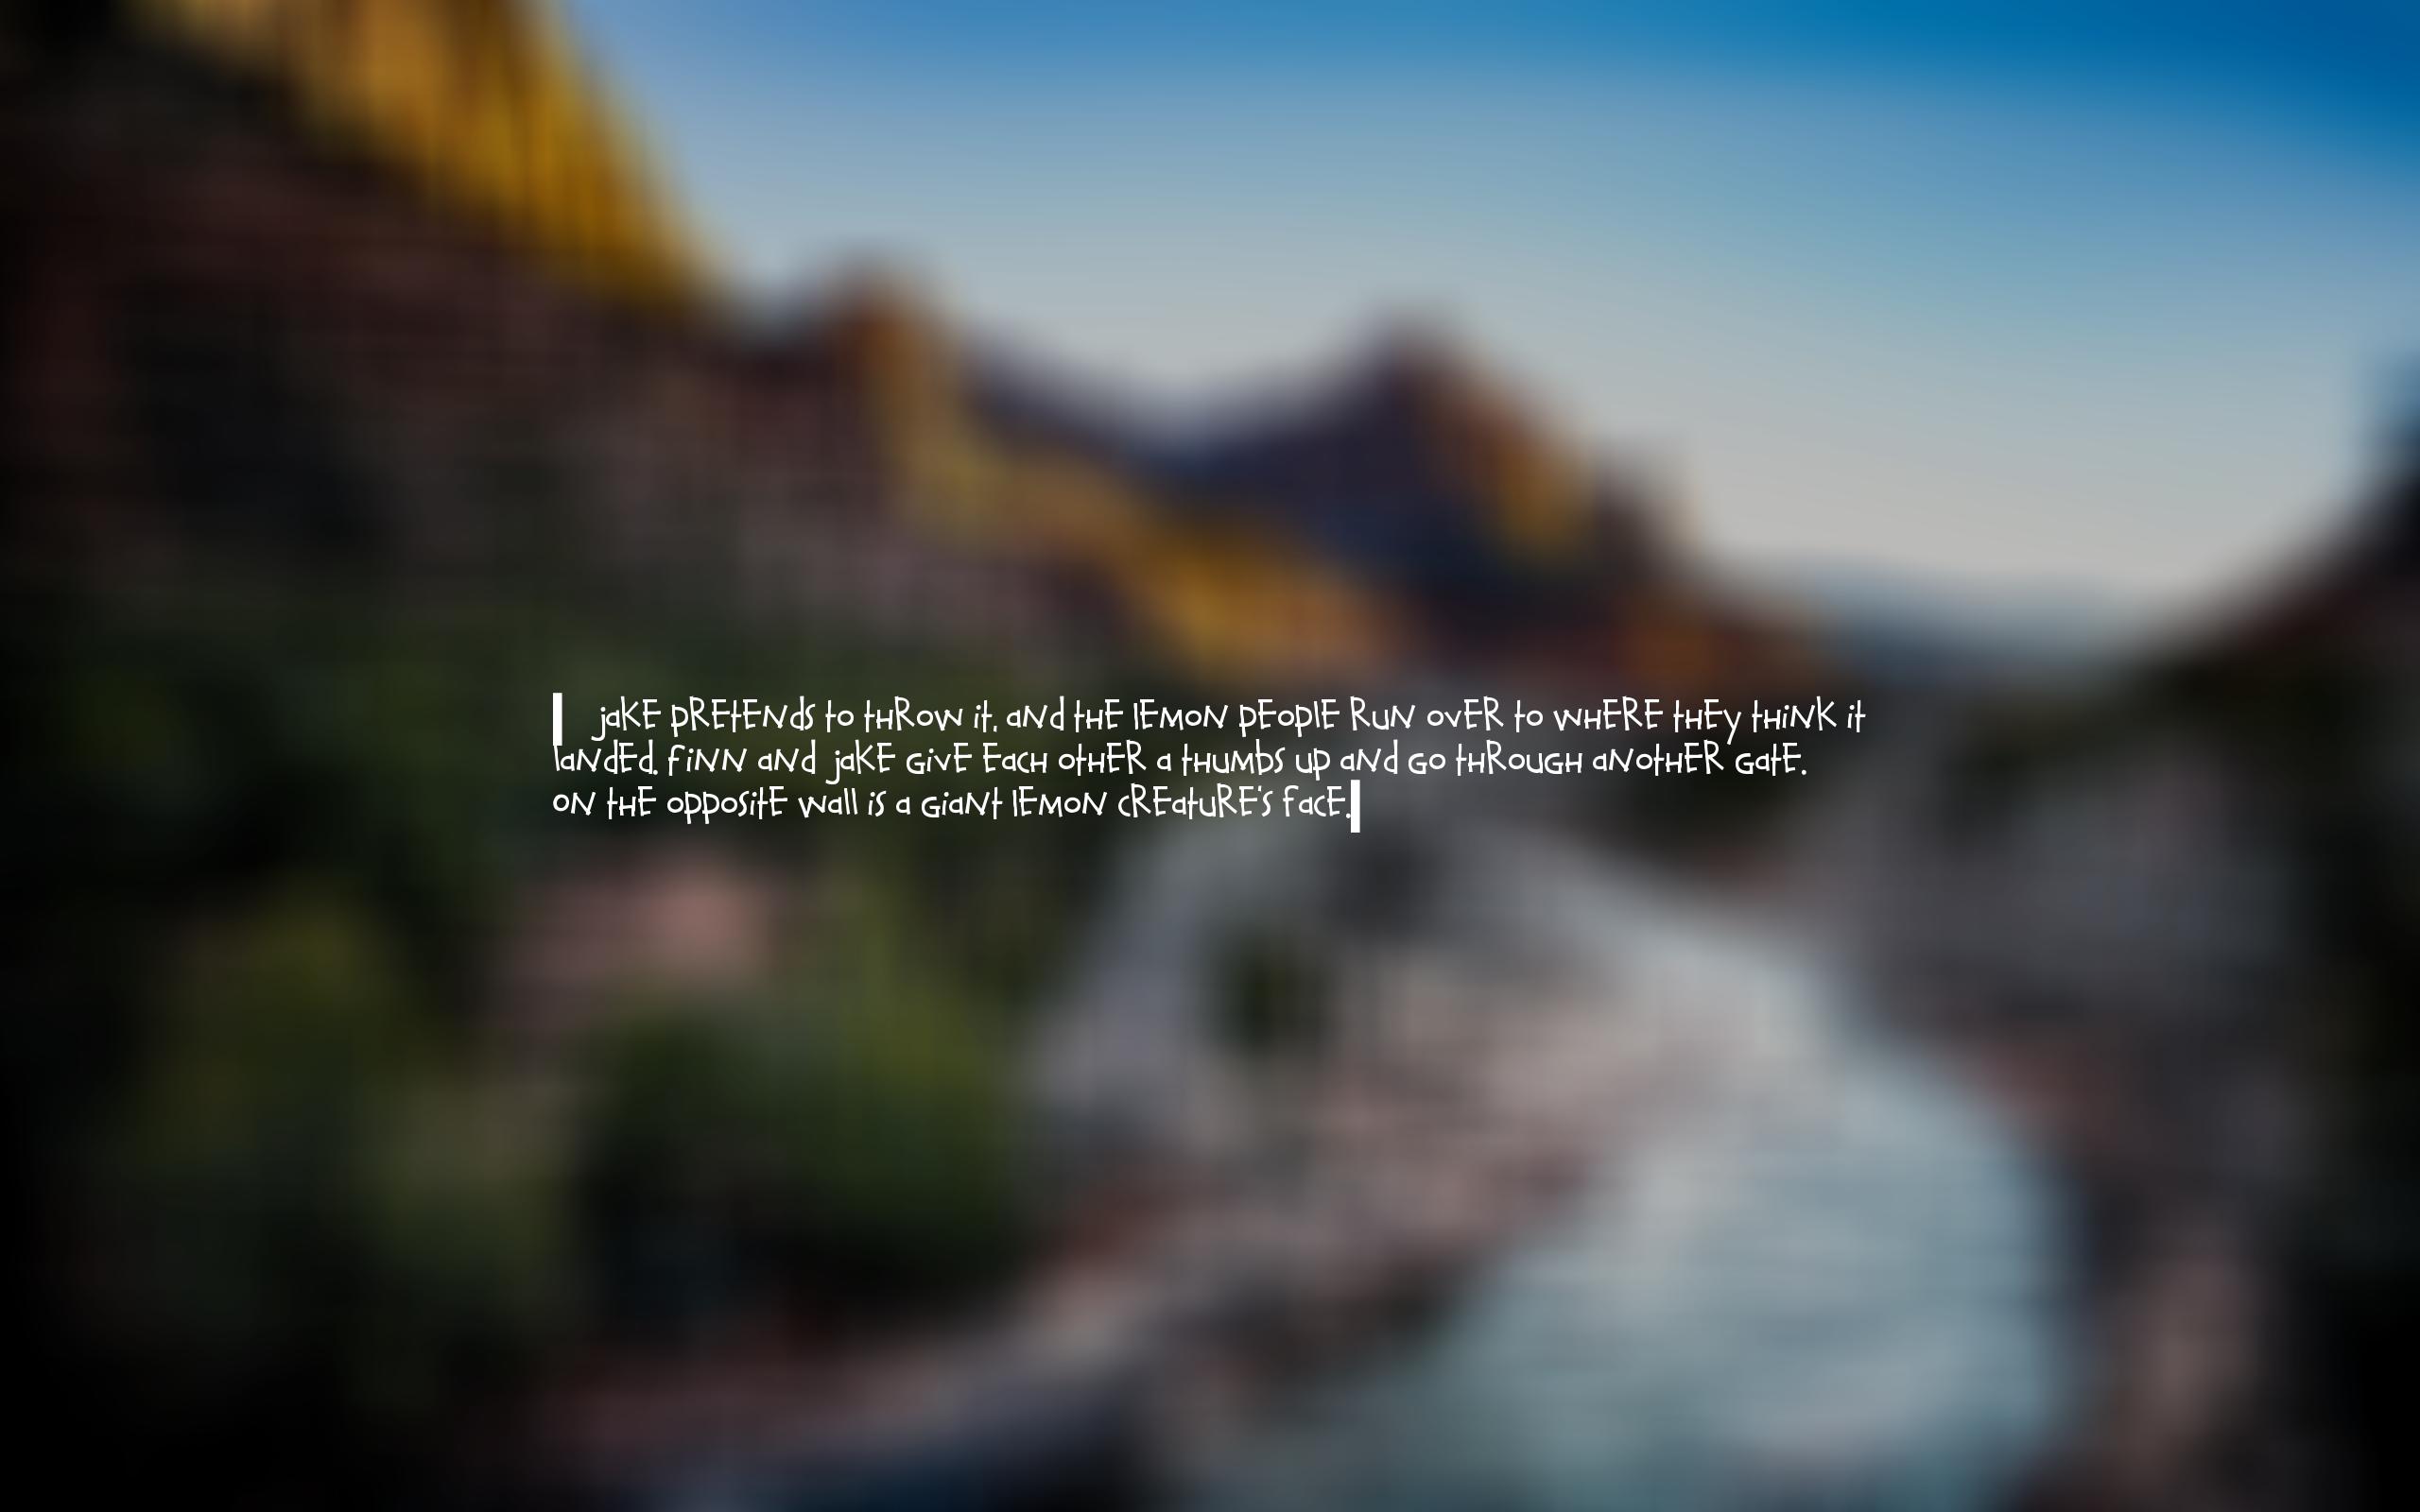 Jake pretends to throw it, and the lemon people run over to where they think it
landed. Finn and Jake give each other a thumbs up and go through another gate.
On the opposite wall is a giant lemon creature's face.